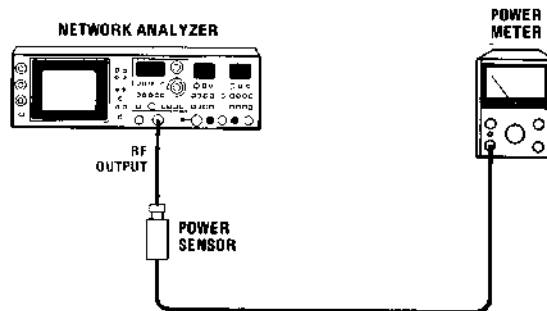 NETWORK ANALYZER
POWER
METER
RF
OUTPUT
POWER
SENSOR